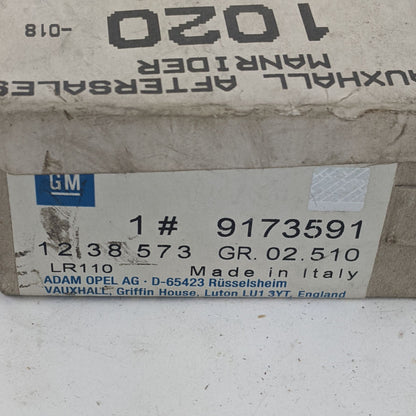 -018
1020
VAUXHALL AFTERSALES
MANRIDER
GM
1# 9173591
12 38 573 GR. 02.510
LR110 Made in Italy
ADAM OPEL AG · D-65423 Rüsselsheim
VAUXHALL, Griffin House, Luton LU1 3YT, England